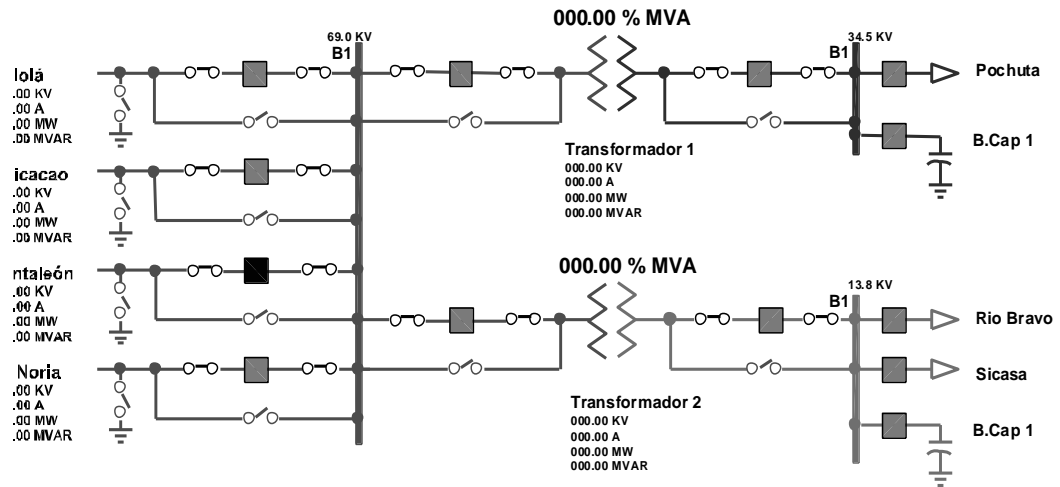 000.00 % MVA
69.0 KV
B1
34.5 KV
B1
lolá
.00 KV
.00 A
.00 MW
.00 MVAR
Pochuta
B.Cap 1
Transformador 1
000.00 KV
000.00 A
000.00 MW
000.00 MVAR
icacao
.00 KV
.00 A
.00 MW
.00 MVAR
ntaleón
.00 KV
.00 A
.00 MW
.00 MVAR
000.00 % MVA
13.8 KV
B1
Rio Bravo
Sicasa
B.Cap 1
Noria
.00 KV
.00 A
.00 MW
.00 MVAR
Transformador 2
000.00 KV
000.00 A
000.00 MW
000.00 MVAR